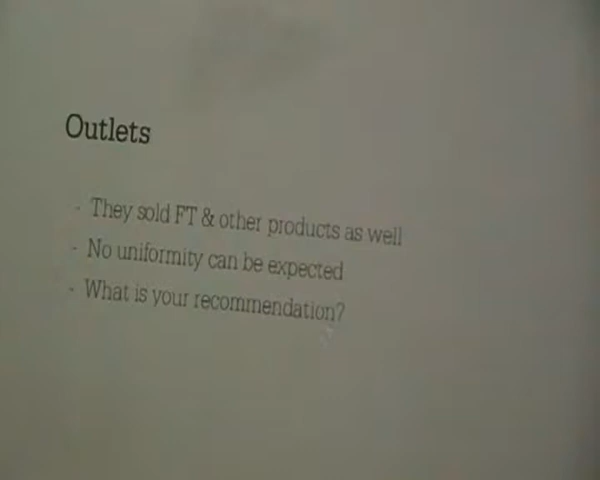 Outlets
- They sold FT & other products as well
- No uniformity can be expected
- What is your recommendation?